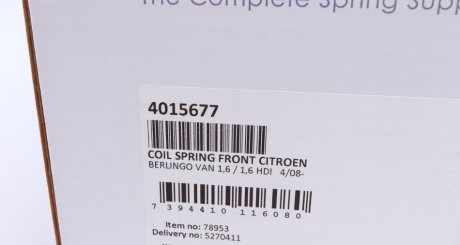 The Complete Spring Supp
4015677
COIL SPRING FRONT CITROEN
BERLINGO VAN 1,6 / 1,6 HDI 4/08-
7 394410 116080
Item no: 78953
Delivery no: 5270411